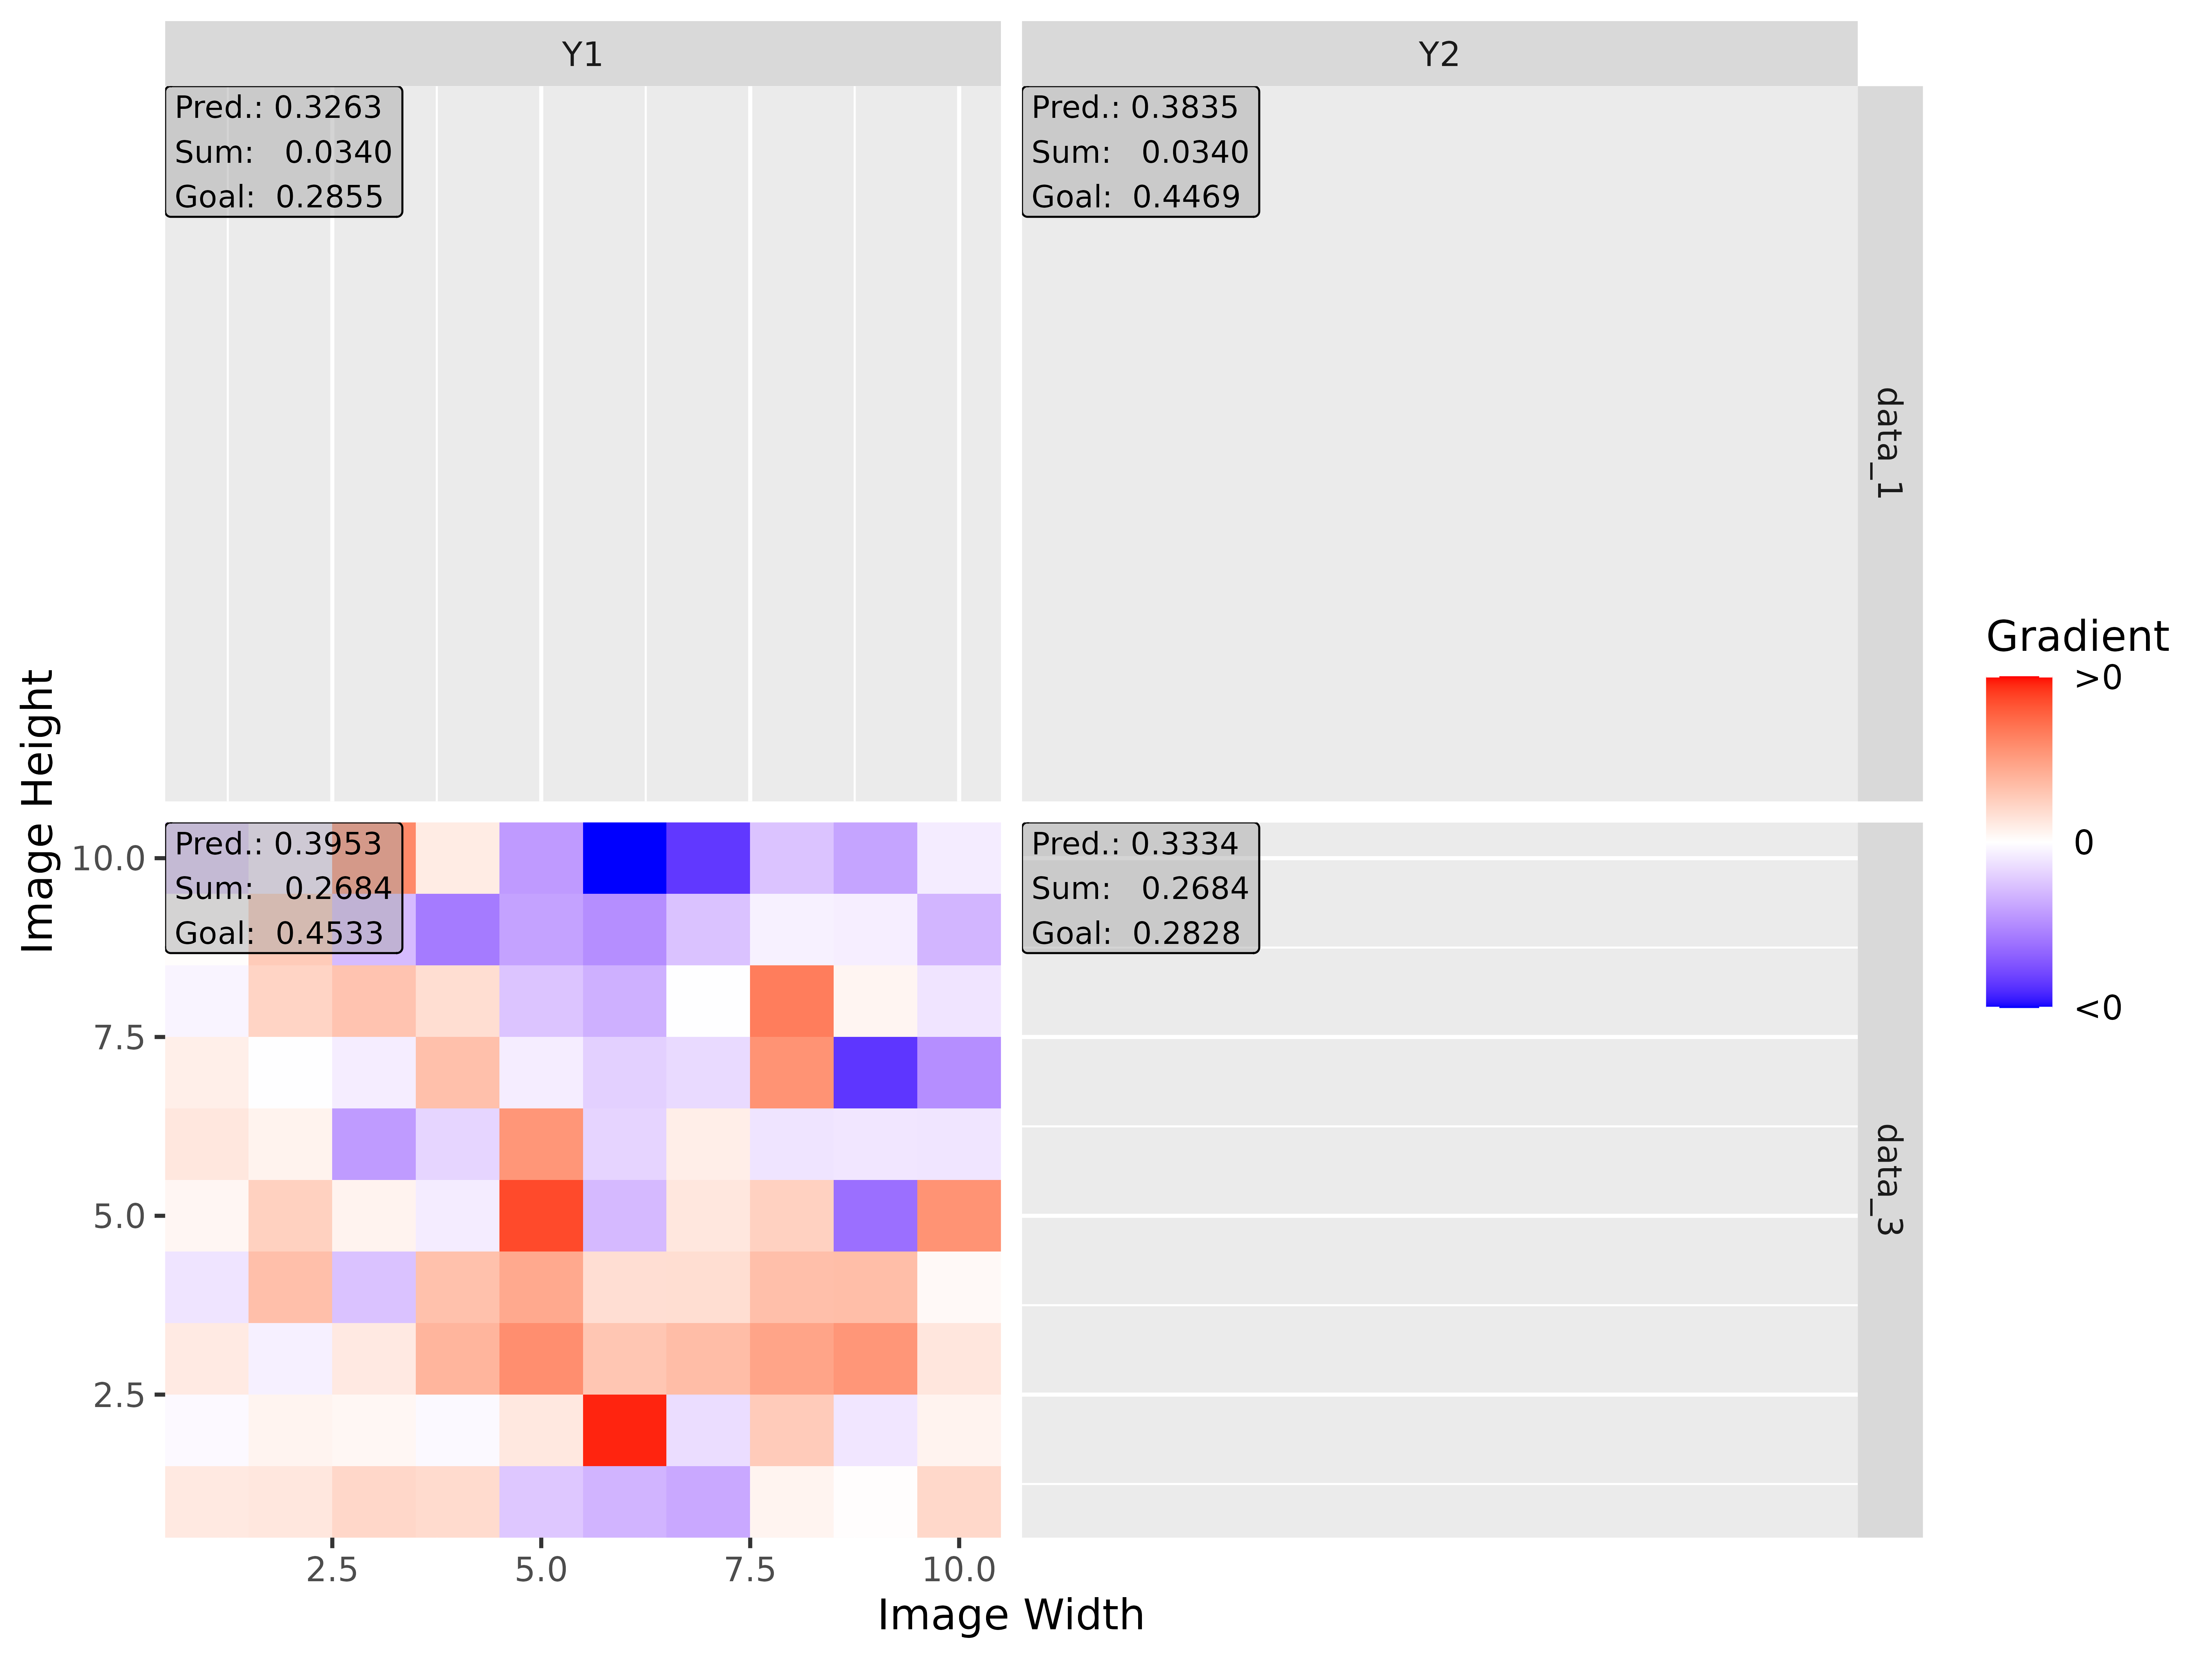 Y1
Y2
Pred.: 0.3263
Sum: 0.0340
Goal: 0.2855
Pred.: 0.3835
Sum: 0.0340
Goal: 0.4469
data_1
Image Height
Pred.: 0.3953
Sum: 0.2684
Goal: 0.4533
Pred.: 0.3334
Sum: 0.2684
Goal: 0.2828
data_3
10.0
7.5
5.0
2.5
2.5
5.0
7.5
10.0
Image Width
Gradient
>0
0
<0